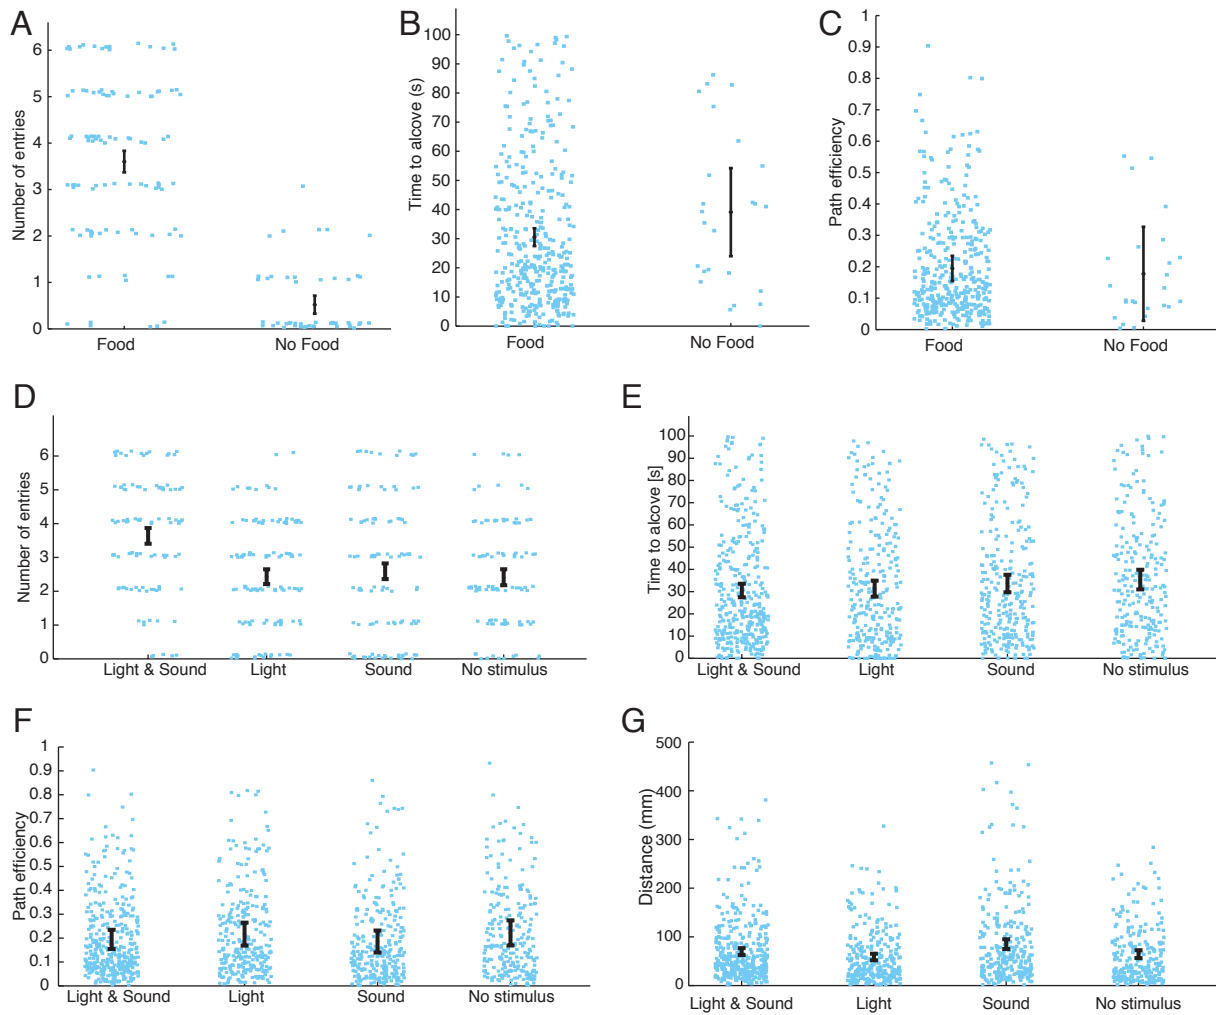 A
Number of entries
6
5
4
3
2
1
0
Food
No Food
B
Time to alcove (s)
100
90
80
70
60
50
40
30
20
10
0
Food
No Food
C
Path efficiency
1
0.9
0.8
0.7
0.6
0.5
0.4
0.3
0.2
0.1
0
Food
No Food
D
Number of entries
6
5
4
3
2
1
0
Light & Sound
Light
Sound
No stimulus
E
Time to alcove [s]
100
90
80
70
60
50
40
30
20
10
0
Light & Sound
Light
Sound
No stimulus
F
Path efficiency
1
0.9
0.8
0.7
0.6
0.5
0.4
0.3
0.2
0.1
0
Light & Sound
Light
Sound
No stimulus
G
Distance (mm)
500
400
300
200
100
0
Light & Sound
Light
Sound
No stimulus